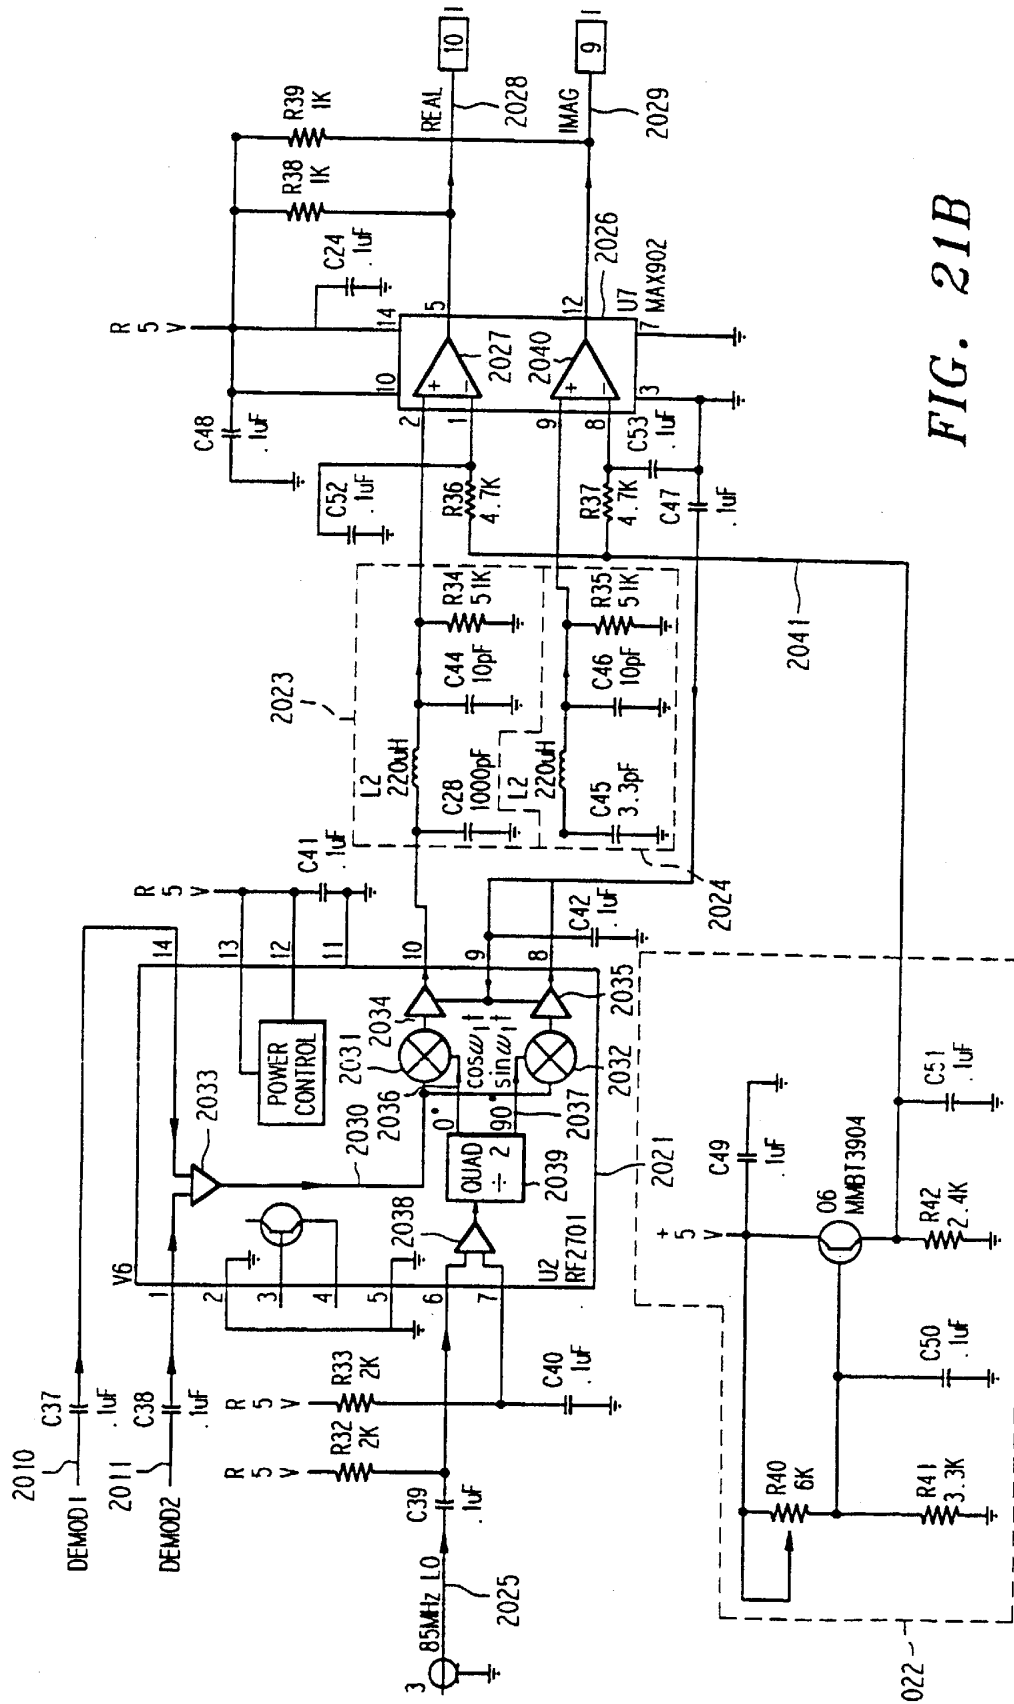 DEMOD1
2010
C37
.1uF
DEMOD2
2011
C38
.1uF
3
85MHz LO
2025
C39
.1uF
R
5
V
R32
2K
R
5
V
R33
2K
C40
.1uF
V6
1
2
3
4
5
6
7
U2
RF2701
14
13
12
11
10
9
8
2033
2030
POWER
CONTROL
2031
2034
2036
0°
cosω₁t
90°
sinω₁t
2037
2032
2035
2038
QUAD
÷ 2
2039
2021
R
5
V
C41
.1uF
C42
.1uF
2023
L2
220uH
C28
1000pF
C44
10pF
R34
51K
L2
220uH
C45
3.3pF
C46
10pF
R35
51K
2024
C52
.1uF
R36
4.7K
R37
4.7K
C53
.1uF
C47
.1uF
2041
C48
.1uF
R
5
V
C24
.1uF
10
14
2
1
9
8
3
7
5
12
+
-
2027
+
-
2040
2026
U7
MAX902
R38
1K
R39
1K
REAL
2028
10
I
IMAG
2029
9
I
022
R40
6K
R41
3.3K
+
5
V
C49
.1uF
Q6
MMBT3904
C50
.1uF
R42
2.4K
C51
.1uF
FIG. 21B